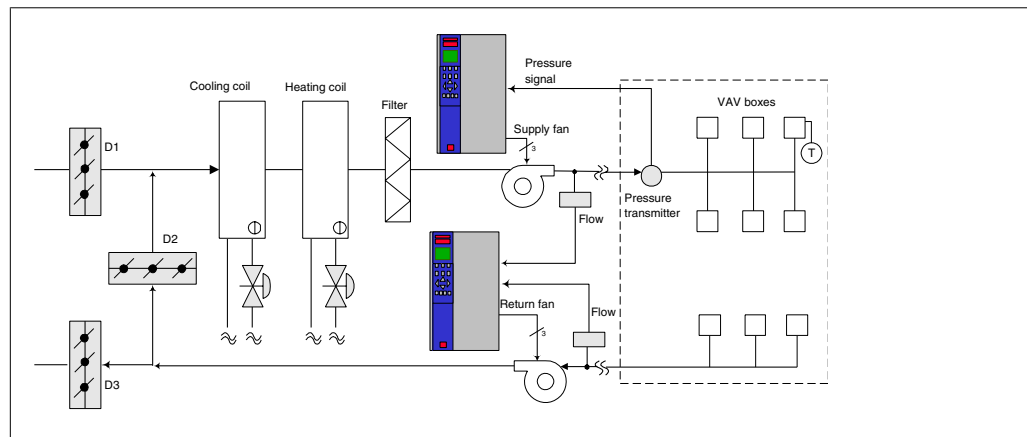 Cooling coil
Heating coil
Filter
Pressure
signal
Supply fan
3
VAV boxes
T
D1
D2
D3
Pressure
transmitter
Flow
Return fan
3
Flow